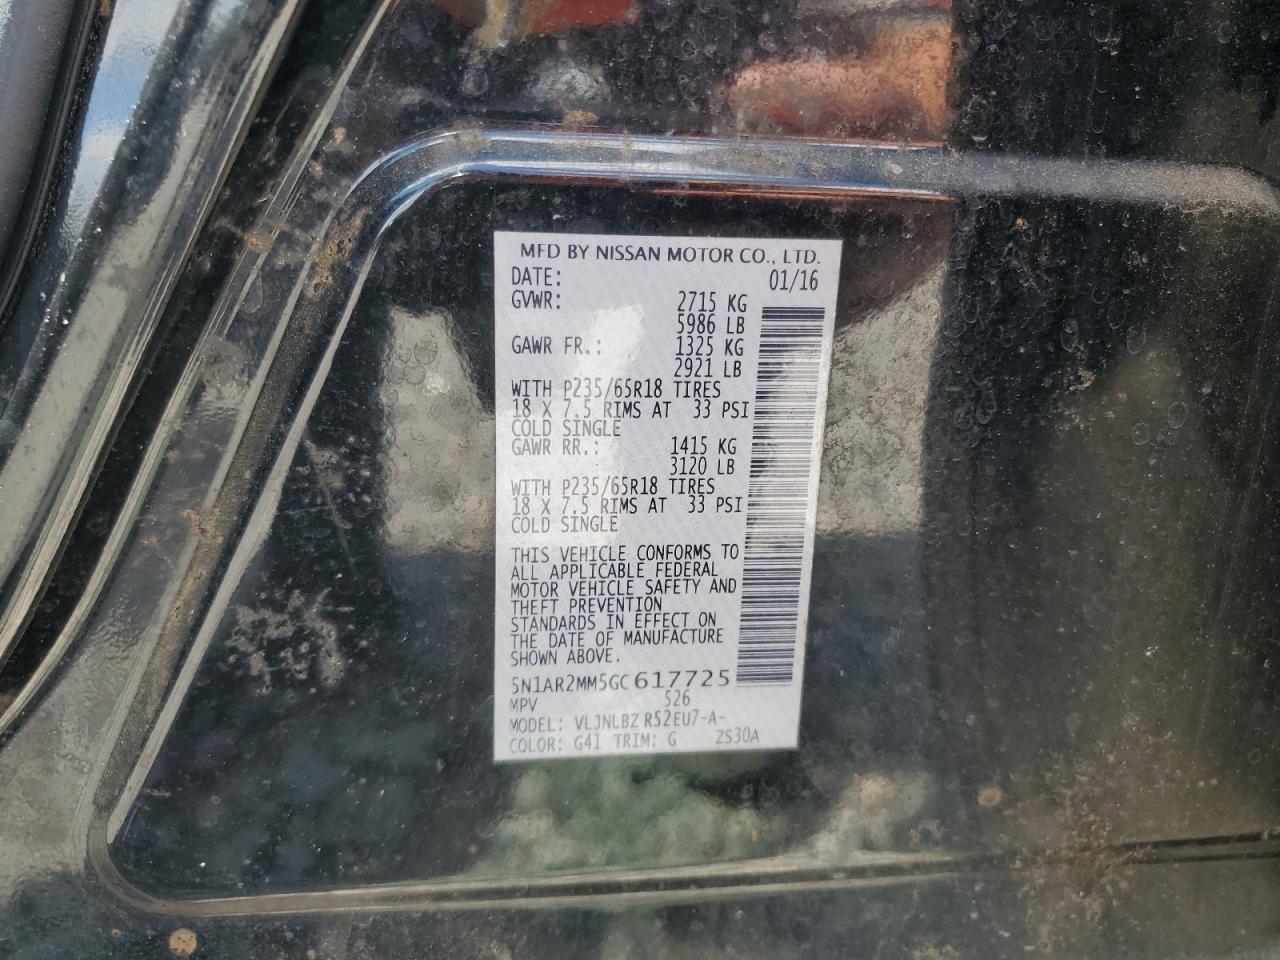 MFD BY NISSAN MOTOR CO., LTD.
DATE: 01/16
GVWR: 2715 KG
5986 LB
GAWR FR.: 1325 KG
2921 LB
WITH P235/65R18 TIRES
18 X 7.5 RIMS AT 33 PSI
COLD SINGLE
GAWR RR.: 1415 KG
3120 LB
WITH P235/65R18 TIRES
18 X 7.5 RIMS AT 33 PSI
COLD SINGLE
THIS VEHICLE CONFORMS TO
ALL APPLICABLE FEDERAL
MOTOR VEHICLE SAFETY AND
THEFT PREVENTION
STANDARDS IN EFFECT ON
THE DATE OF MANUFACTURE
SHOWN ABOVE.
5N1AR2MM5GC617725
MPV 526
MODEL: VLJNLBZ R52EU7-A-
COLOR: G41 TRIM: G ZS30A